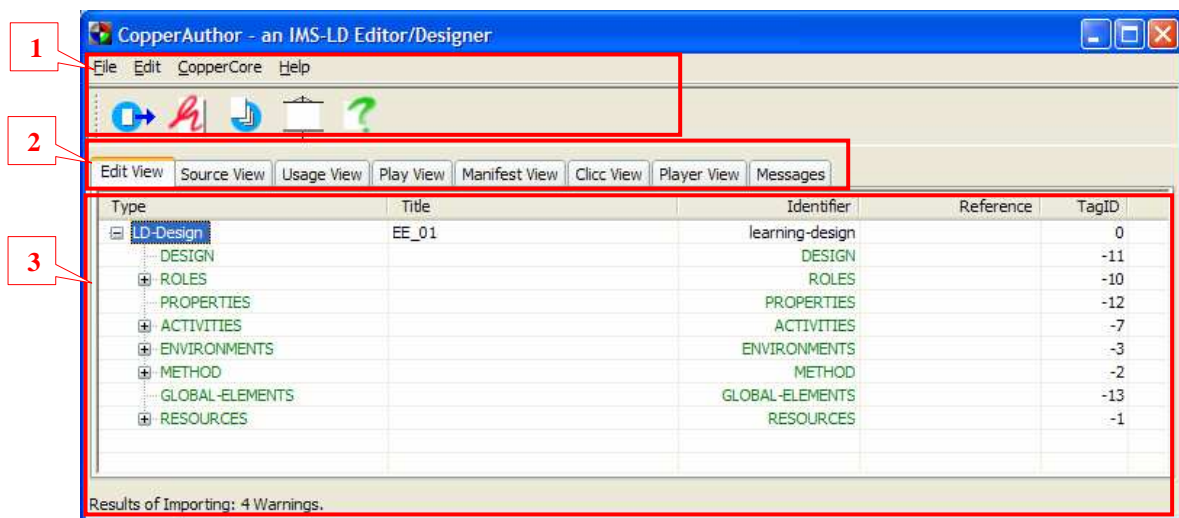 CopperAuthor - an IMS-LD Editor/Designer
1
File Edit CopperCore Help
2
Edit View Source View Usage View Play View Manifest View Clicc View Player View Messages
Type Title Identifier Reference TagID
LD-Design EE_01 learning-design 0
DESIGN DESIGN -11
3
ROLES ROLES -10
PROPERTIES PROPERTIES -12
ACTIVITIES ACTIVITIES -7
ENVIRONMENTS ENVIRONMENTS -3
METHOD METHOD -2
GLOBAL-ELEMENTS GLOBAL-ELEMENTS -13
RESOURCES RESOURCES -1
Results of Importing: 4 Warnings.